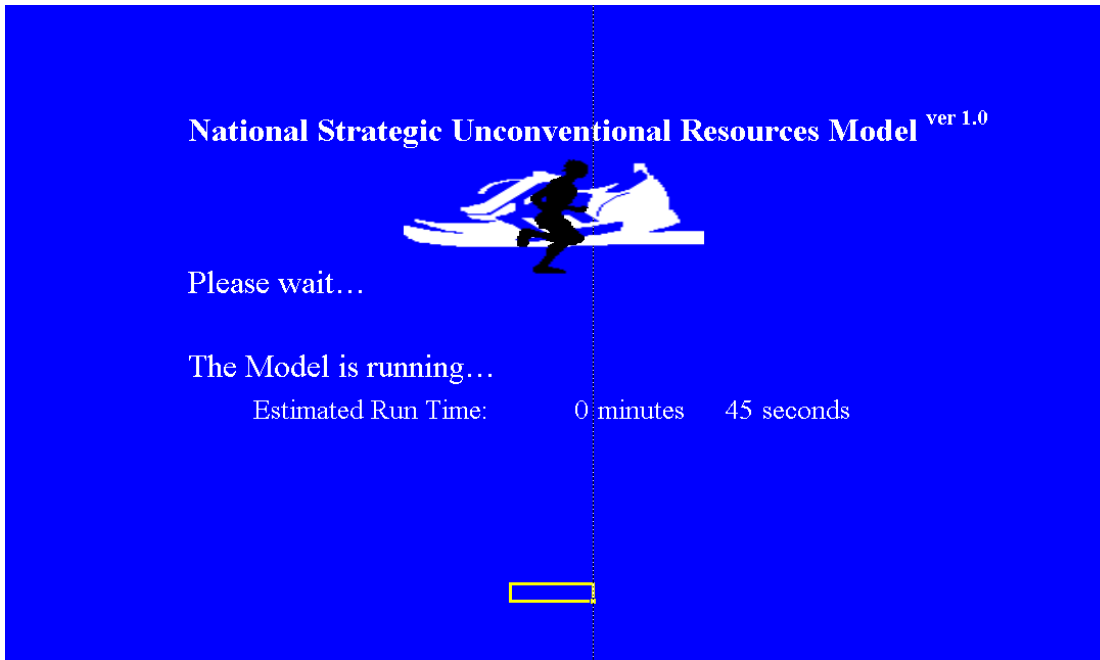 National Strategic Unconventional Resources Model ver 1.0
Please wait…
The Model is running…
Estimated Run Time: 0 minutes 45 seconds